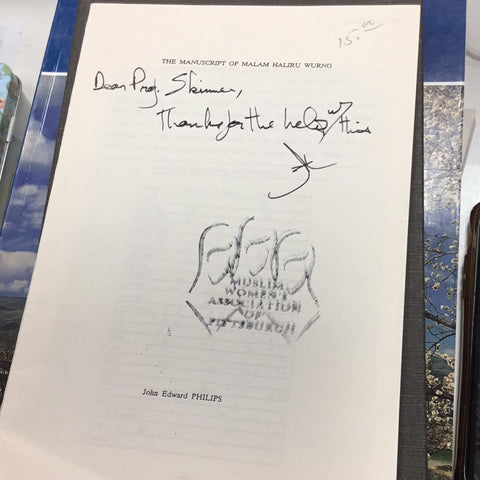 15.00
THE MANUSCRIPT OF MALAM HALIRU WURNO
Dear Prof. Skinner,
Thanks for the help w/ this
MUSLIM
WOMEN'S
ASSOCIATION
OF
PITTSBURGH
John Edward PHILIPS